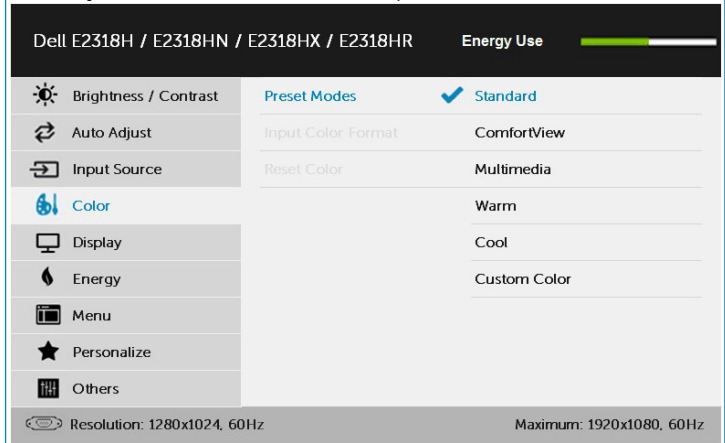 Dell E2318H / E2318HN / E2318HX / E2318HR Energy Use
Brightness / Contrast Preset Modes Standard
Auto Adjust Input Color Format ComfortView
Input Source Reset Color Multimedia
Color Warm
Display Cool
Energy Custom Color
Menu
Personalize
Others
Resolution: 1280x1024, 60Hz Maximum: 1920x1080, 60Hz